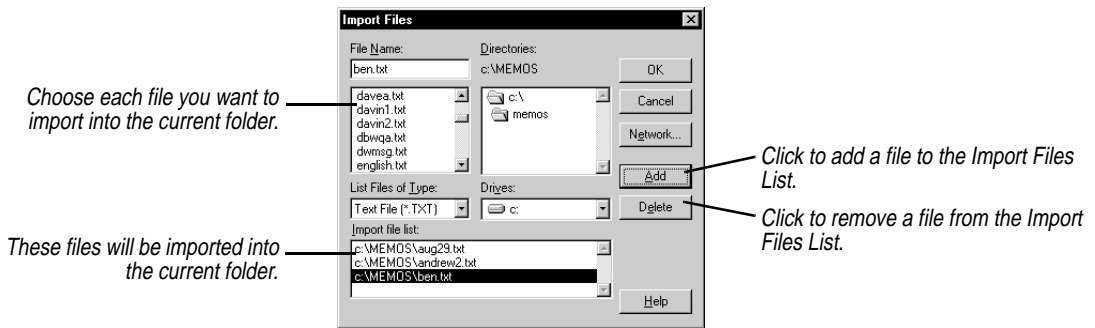 Import Files
File Name:
ben.txt
davea.txt
davin1.txt
davin2.txt
dbwqa.txt
dwmsg.txt
english.txt
List Files of Type:
Text File (*.TXT)
Directories:
c:\MEMOS
c:\
memos
Drives:
c:
Import file list:
c:\MEMOS\aug29.txt
c:\MEMOS\andrew2.txt
c:\MEMOS\ben.txt
OK
Cancel
Network...
Add
Delete
Help
Choose each file you want to
import into the current folder.
These files will be imported into
the current folder.
Click to add a file to the Import Files
List.
Click to remove a file from the Import
Files List.